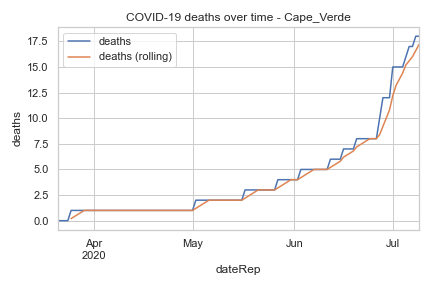 COVID-19 deaths over time - Cape_Verde
deaths
deaths (rolling)
17.5
15.0
12.5
10.0
7.5
5.0
2.5
0.0
deaths
Apr
2020
May
Jun
Jul
dateRep